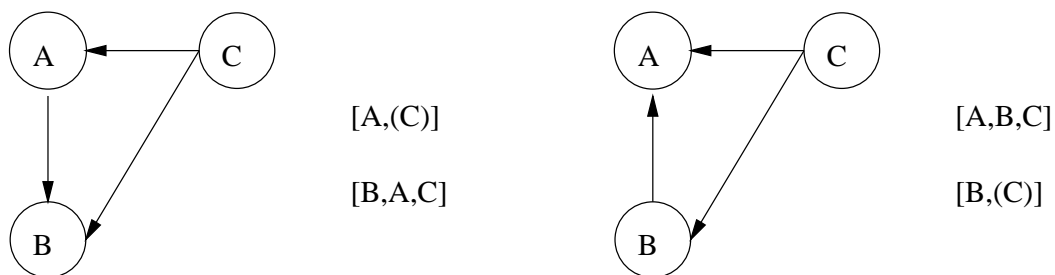 A C
[A,(C)]
[B,A,C]
B
A C
[A,B,C]
[B,(C)]
B